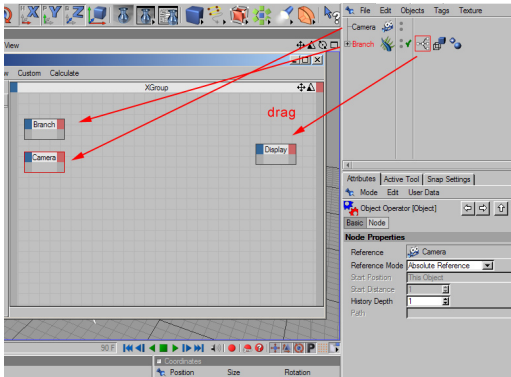 File Edit Objects Tags Texture
Camera
Branch
View
w Custom Calculate
XGroup
drag
Branch
Camera
Display
Attributes Active Tool Snap Settings
Mode Edit User Data
Object Operator [Object]
Basic Node
Node Properties
Reference Camera
Reference Mode Absolute Reference
Start Position This Object
Start Distance 1
History Depth 1
Path
90 F
P
Coordinates
Position Size Rotation